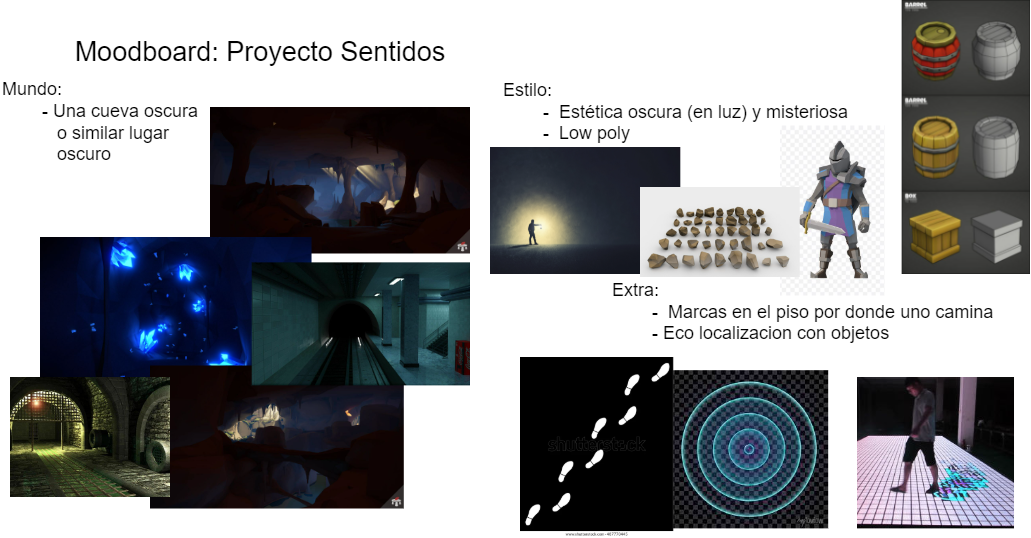 Moodboard: Proyecto Sentidos
Mundo:
- Una cueva oscura
o similar lugar
oscuro
Estilo:
- Estética oscura (en luz) y misteriosa
- Low poly
BARREL
BARREL
BOX
Extra:
- Marcas en el piso por donde uno camina
- Eco localizacion con objetos
shutterstock